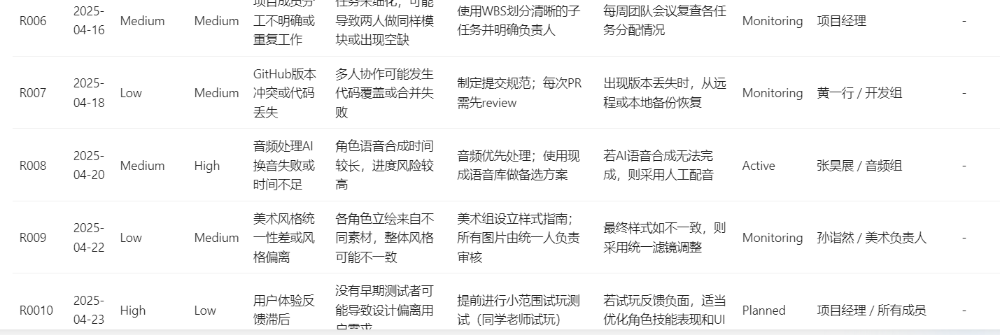 R006
2025-
04-16
Medium
Medium
项目成员分
工不明确或
重复工作
任务未细化，可能
导致两人做同样模
块或出现空缺
使用WBS划分清晰的子
任务并明确负责人
每周团队会议复查各任
务分配情况
Monitoring
项目经理
-
R007
2025-
04-18
Low
Medium
GitHub版本
冲突或代码
丢失
多人协作可能发生
代码覆盖或合并失
败
制定提交规范；每次PR
需先review
出现版本丢失时，从远
程或本地备份恢复
Monitoring
黄一行 / 开发组
-
R008
2025-
04-20
Medium
High
音频处理AI
换音失败或
时间不足
角色语音合成时间
较长，进度风险较
高
音频优先处理；使用现
成语音库做备选方案
若AI语音合成无法完
成，则采用人工配音
Active
张昊展 / 音频组
-
R009
2025-
04-22
Low
Medium
美术风格统
一性差或风
格偏离
各角色立绘来自不
同素材，整体风格
可能不一致
美术组设立样式指南；
所有图片由统一人负责
审核
最终样式如不一致，则
采用统一滤镜调整
Monitoring
孙诣然 / 美术负责人
-
R0010
2025-
04-23
High
Low
用户体验反
馈滞后
没有早期测试者可
能导致设计偏离用
户需求
提前进行小范围试玩测
试（同学老师试玩）
若试玩反馈负面，适当
优化角色技能表现和UI
Planned
项目经理 / 所有成员
-